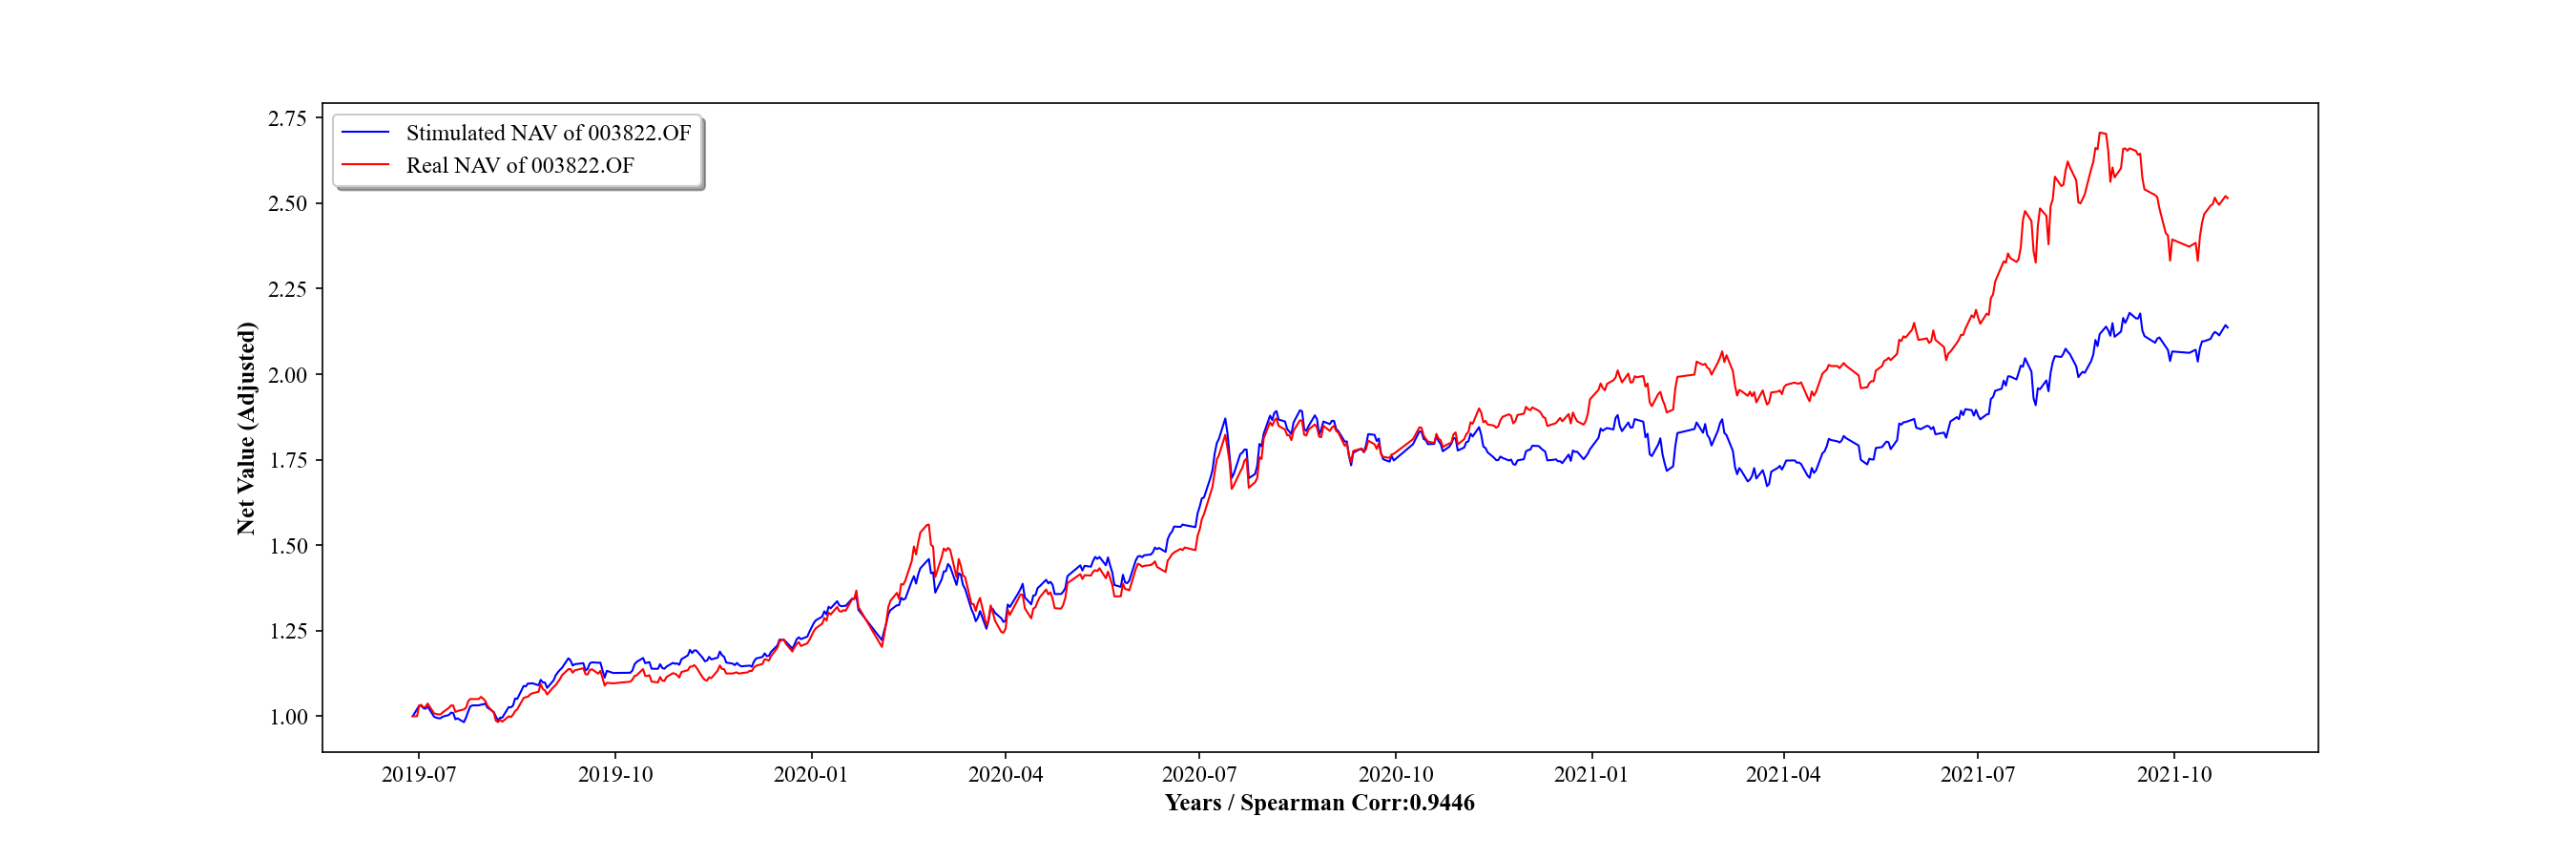 2.75
2.50
2.25
2.00
1.75
1.50
1.25
1.00
Net Value (Adjusted)
Stimulated NAV of 003822.OF
Real NAV of 003822.OF
2019-07 2019-10 2020-01 2020-04 2020-07 2020-10 2021-01 2021-04 2021-07 2021-10
Years / Spearman Corr:0.9446